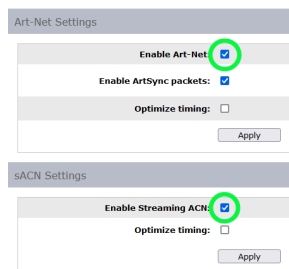 Art-Net Settings
Enable Art-Net:
Enable ArtSync packets:
Optimize timing:
Apply
sACN Settings
Enable Streaming ACN:
Optimize timing:
Apply